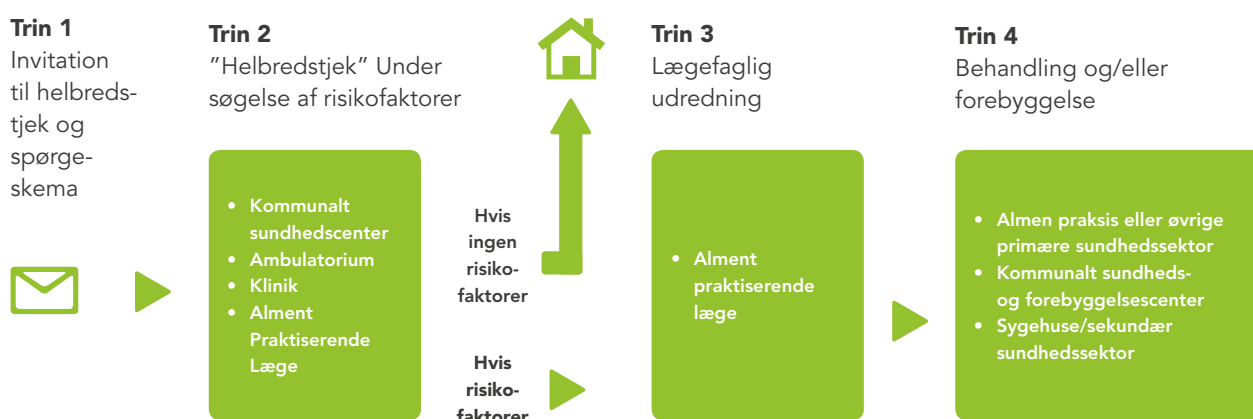 Trin 1
Invitation
til helbreds-
tjek og
spørge-
skema
Trin 2
”Helbredstjek” Under
søgelse af risikofaktorer
• Kommunalt
sundhedscenter
• Ambulatorium
• Klinik
• Alment
Praktiserende
Læge
Hvis
ingen
risiko-
faktorer
Hvis
risiko-
faktorer
Trin 3
Lægefaglig
udredning
• Alment
praktiserende
læge
Trin 4
Behandling og/eller
forebyggelse
• Almen praksis eller øvrige
primære sundhedssektor
• Kommunalt sundheds-
og forebyggelsescenter
• Sygehuse/sekundær
sundhedssektor